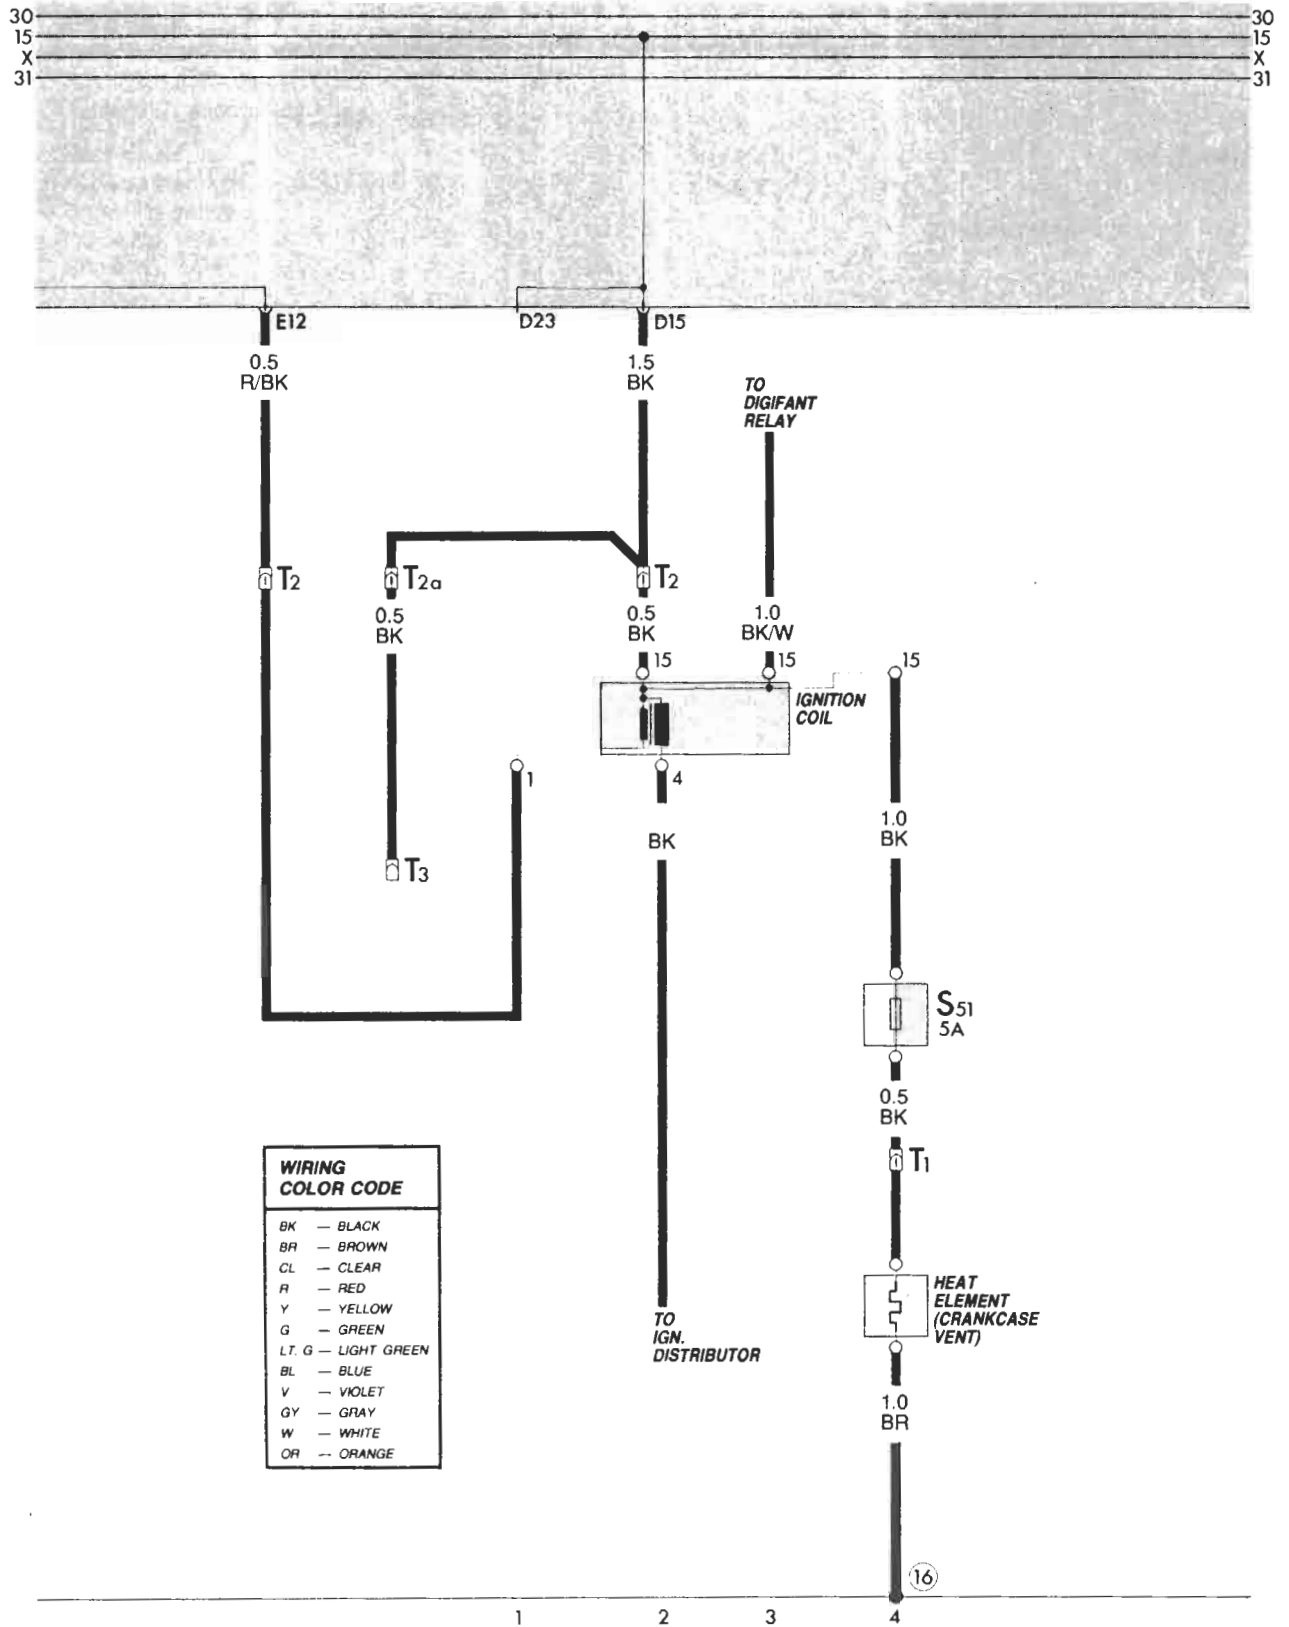 30 30
15 15
X X
31 31
E12 D23 D15
0.5
R/BK
1.5
BK
TO
DIGIFANT
RELAY
T2 T2a T2
0.5
BK
0.5
BK
1.0
BK/W
15 15 15
IGNITION
COIL
1 4
1.0
BK
BK
T3
S51
5A
0.5
BK
T1
WIRING
COLOR CODE
BK — BLACK
BR — BROWN
CL — CLEAR
R — RED
Y — YELLOW
G — GREEN
LT. G — LIGHT GREEN
BL — BLUE
V — VIOLET
GY — GRAY
W — WHITE
OR — ORANGE
HEAT
ELEMENT
(CRANKCASE
VENT)
TO
IGN.
DISTRIBUTOR
1.0
BR
16
1 2 3 4